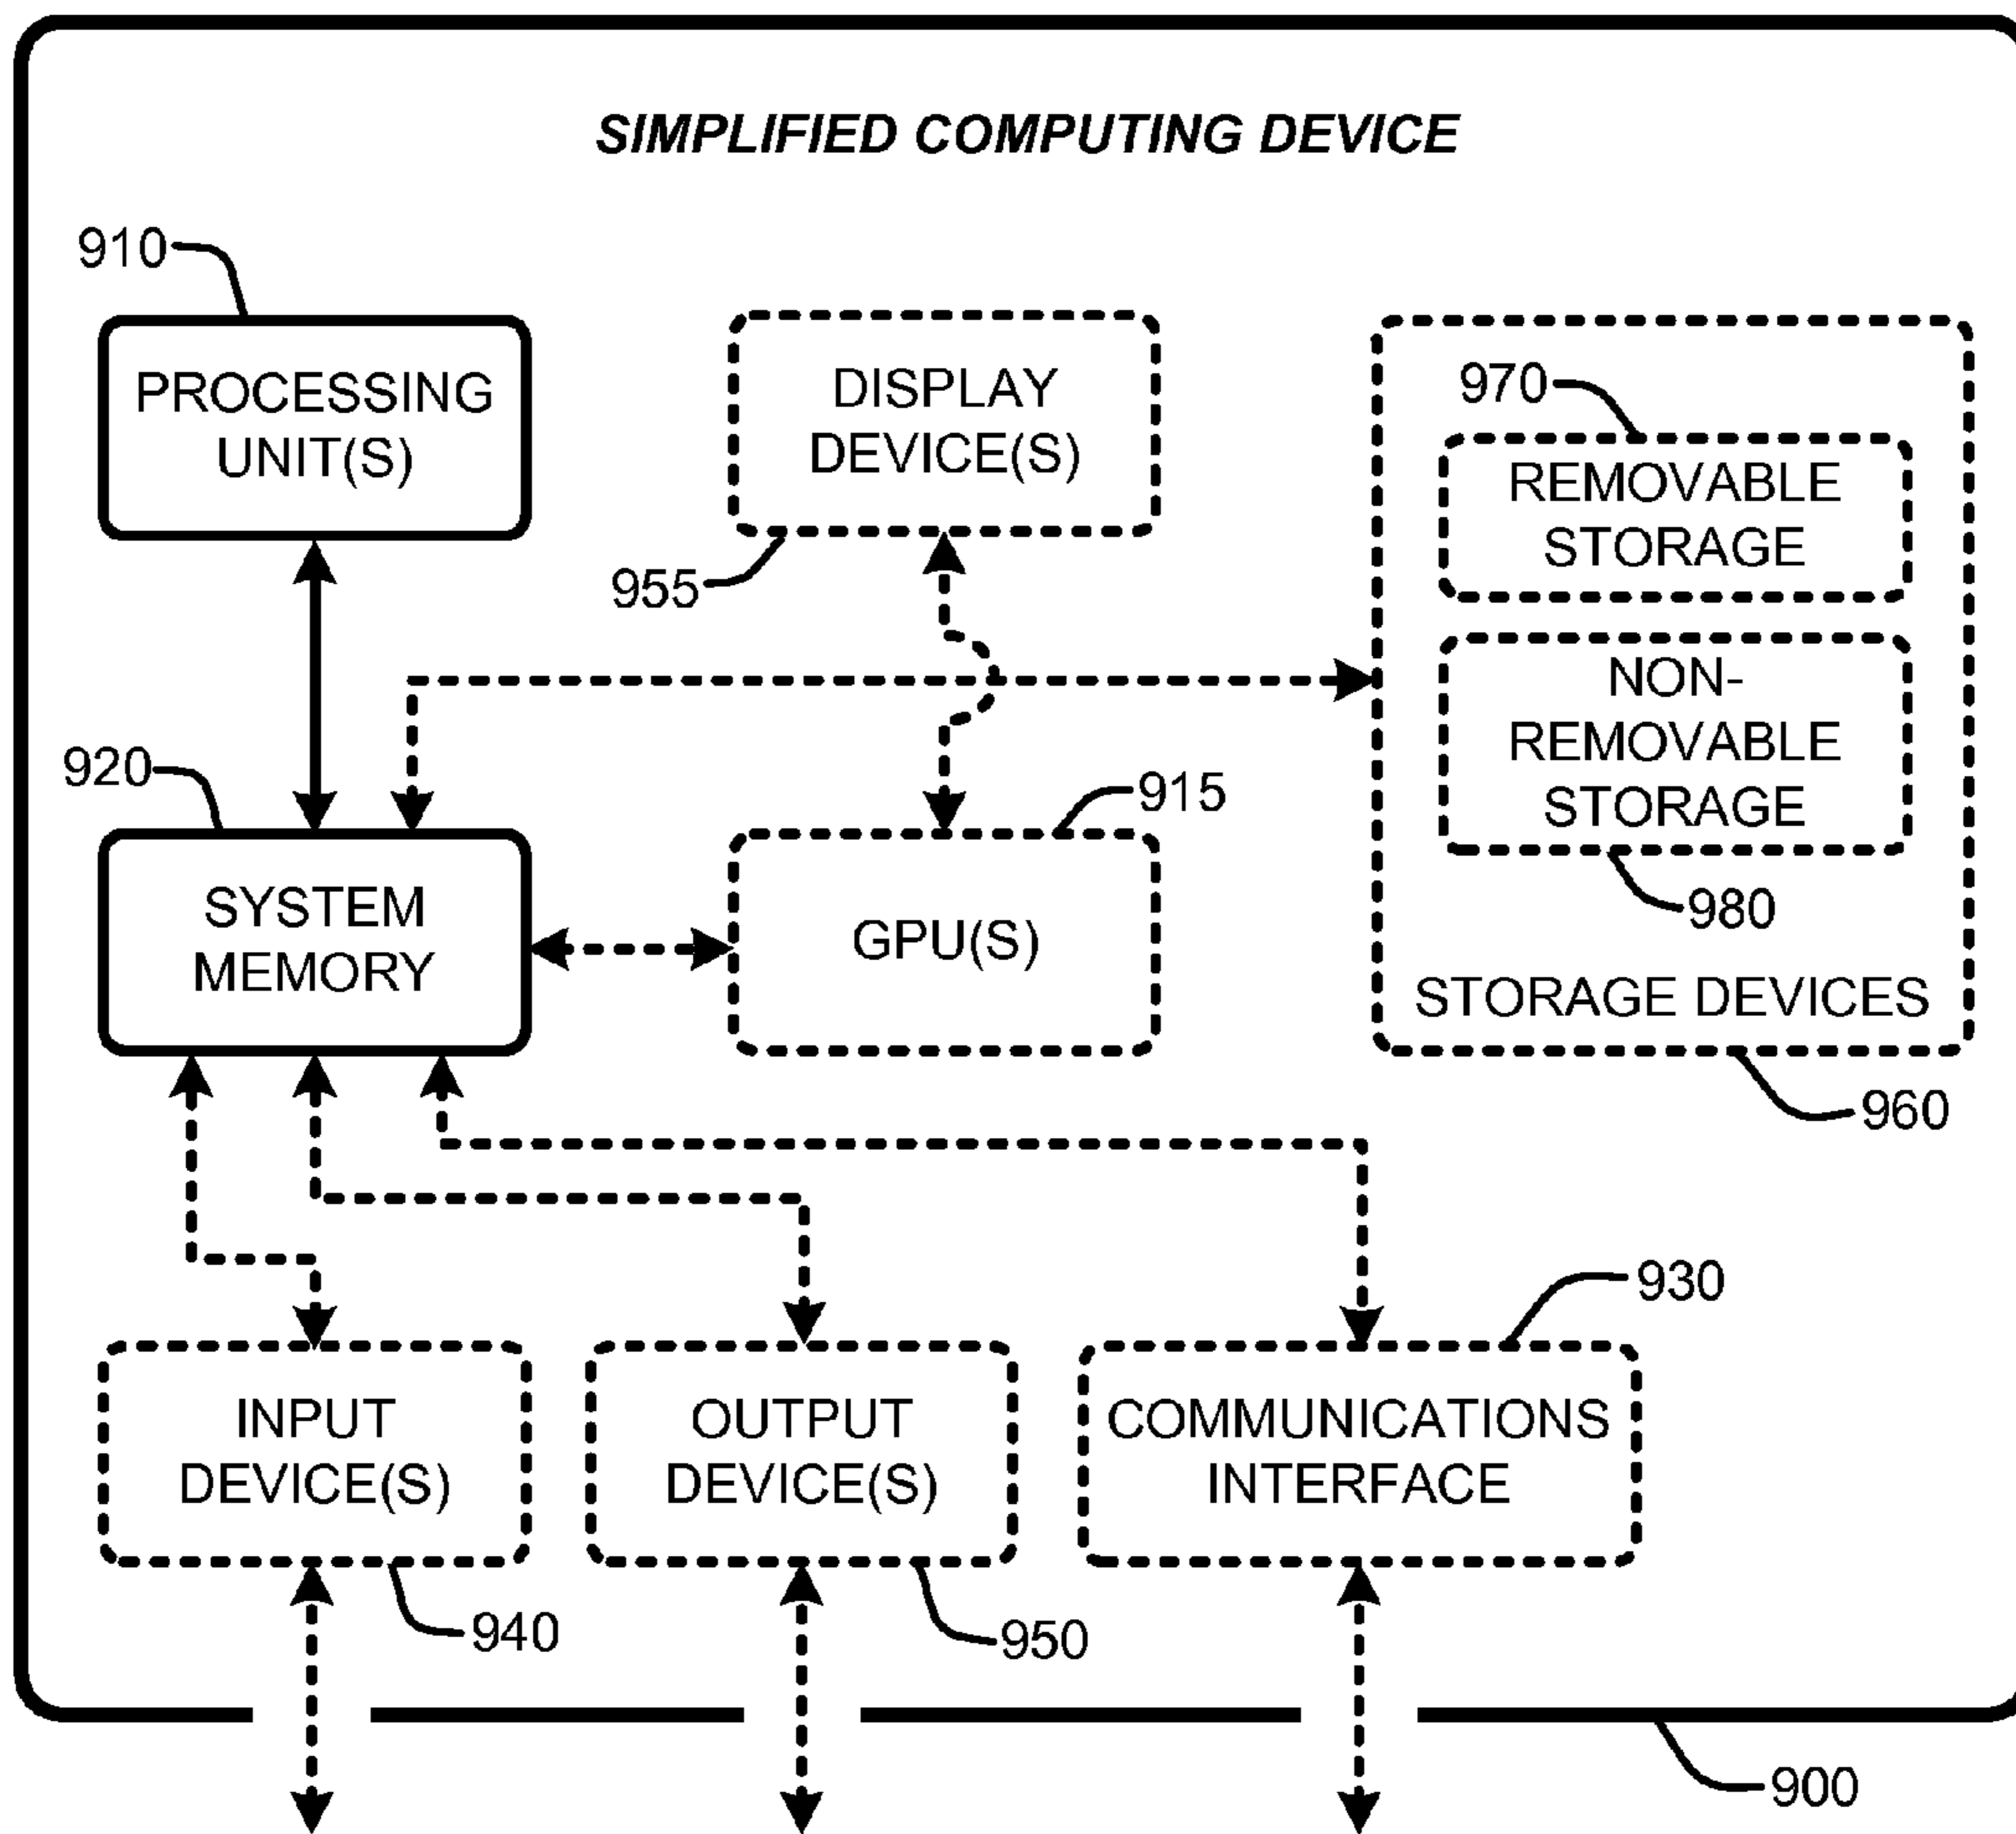 SIMPLIFIED COMPUTING DEVICE
910
PROCESSING
UNIT(S)
DISPLAY
DEVICE(S)
955
970
REMOVABLE
STORAGE
NON-
REMOVABLE
STORAGE
980
STORAGE DEVICES
960
920
SYSTEM
MEMORY
915
GPU(S)
930
INPUT
DEVICE(S)
940
OUTPUT
DEVICE(S)
950
COMMUNICATIONS
INTERFACE
900